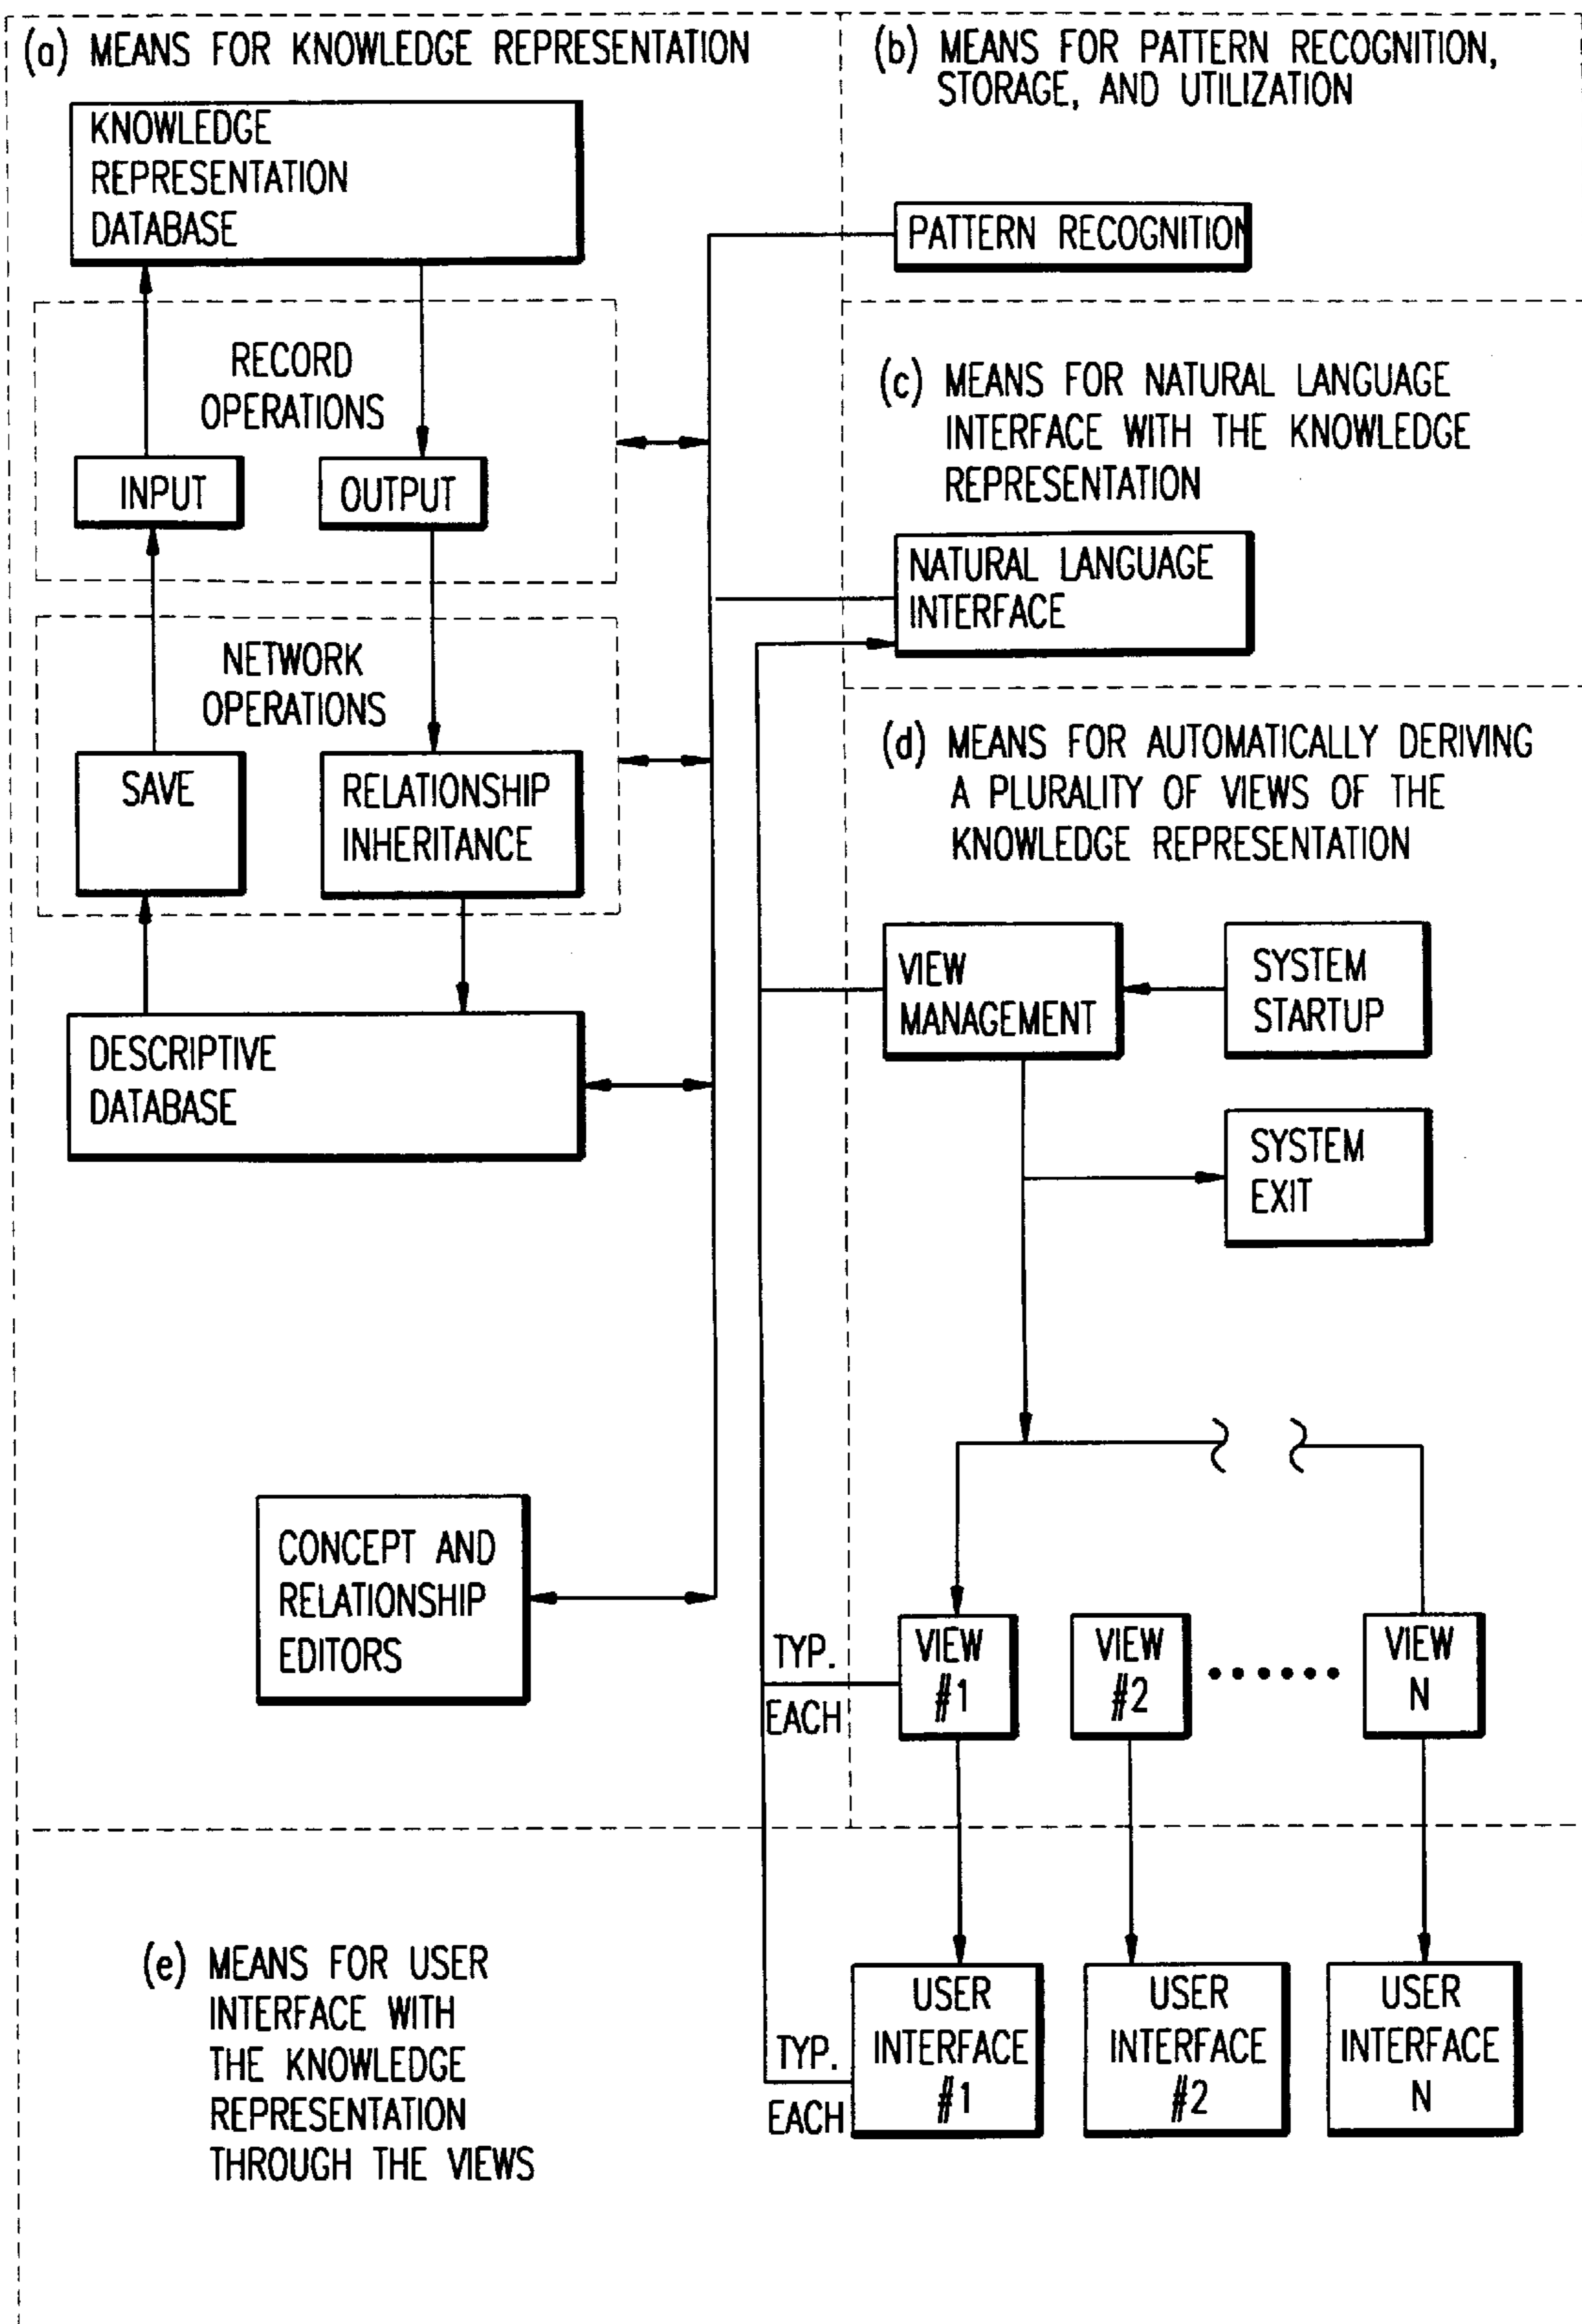 (a) MEANS FOR KNOWLEDGE REPRESENTATION
KNOWLEDGE
REPRESENTATION
DATABASE
RECORD
OPERATIONS
INPUT
OUTPUT
NETWORK
OPERATIONS
SAVE
RELATIONSHIP
INHERITANCE
DESCRIPTIVE
DATABASE
CONCEPT AND
RELATIONSHIP
EDITORS
(b) MEANS FOR PATTERN RECOGNITION,
STORAGE, AND UTILIZATION
PATTERN RECOGNITION
(c) MEANS FOR NATURAL LANGUAGE
INTERFACE WITH THE KNOWLEDGE
REPRESENTATION
NATURAL LANGUAGE
INTERFACE
(d) MEANS FOR AUTOMATICALLY DERIVING
A PLURALITY OF VIEWS OF THE
KNOWLEDGE REPRESENTATION
VIEW
MANAGEMENT
SYSTEM
STARTUP
SYSTEM
EXIT
TYP.
EACH
VIEW
#1
VIEW
#2
VIEW
N
(e) MEANS FOR USER
INTERFACE WITH
THE KNOWLEDGE
REPRESENTATION
THROUGH THE VIEWS
TYP.
EACH
USER
INTERFACE
#1
USER
INTERFACE
#2
USER
INTERFACE
N